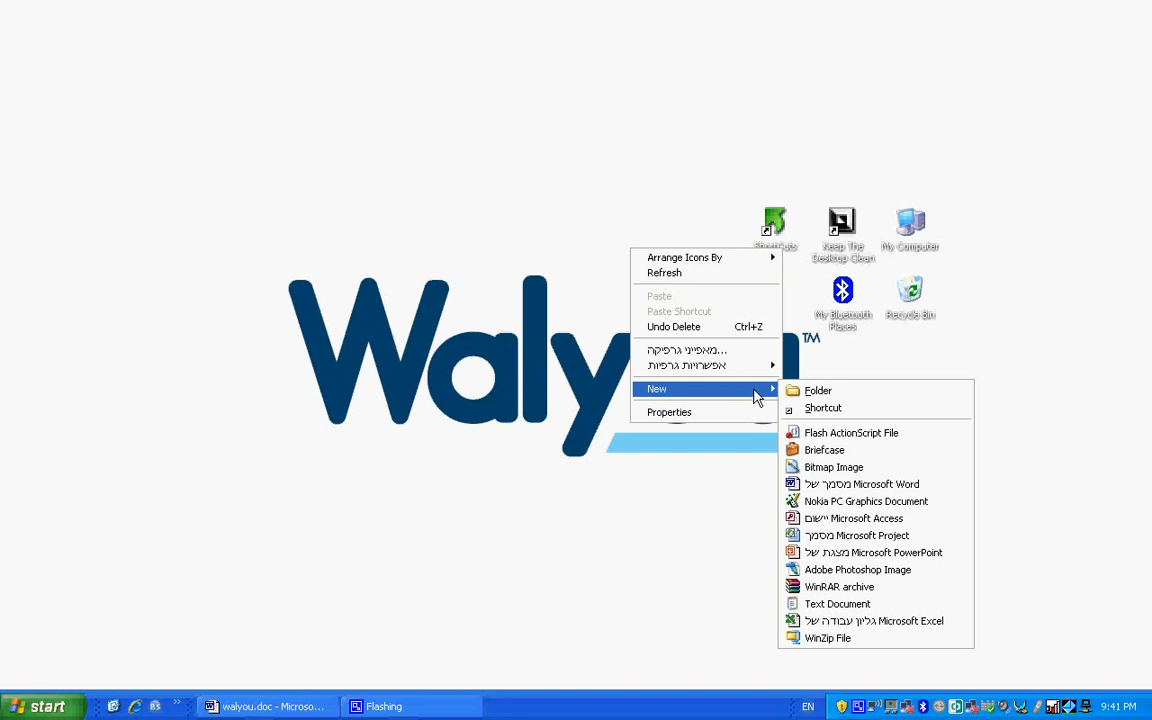 ShortCuts
Keep The
Desktop Clean
My Computer
My Bluetooth
Places
Recycle Bin
Waly
TM
Arrange Icons By
Refresh
Paste
Paste Shortcut
Undo Delete Ctrl+Z
מאפייני גרפיקה...
אפשרויות גרפיות
New
Properties
Folder
Shortcut
Flash ActionScript File
Briefcase
Bitmap Image
מסמך של Microsoft Word
Nokia PC Graphics Document
יישום Microsoft Access
מסמך Microsoft Project
מצגת של Microsoft PowerPoint
Adobe Photoshop Image
WinRAR archive
Text Document
גליון עבודה של Microsoft Excel
WinZip File
start
walyou.doc - Microso...
Flashing
EN
9:41 PM